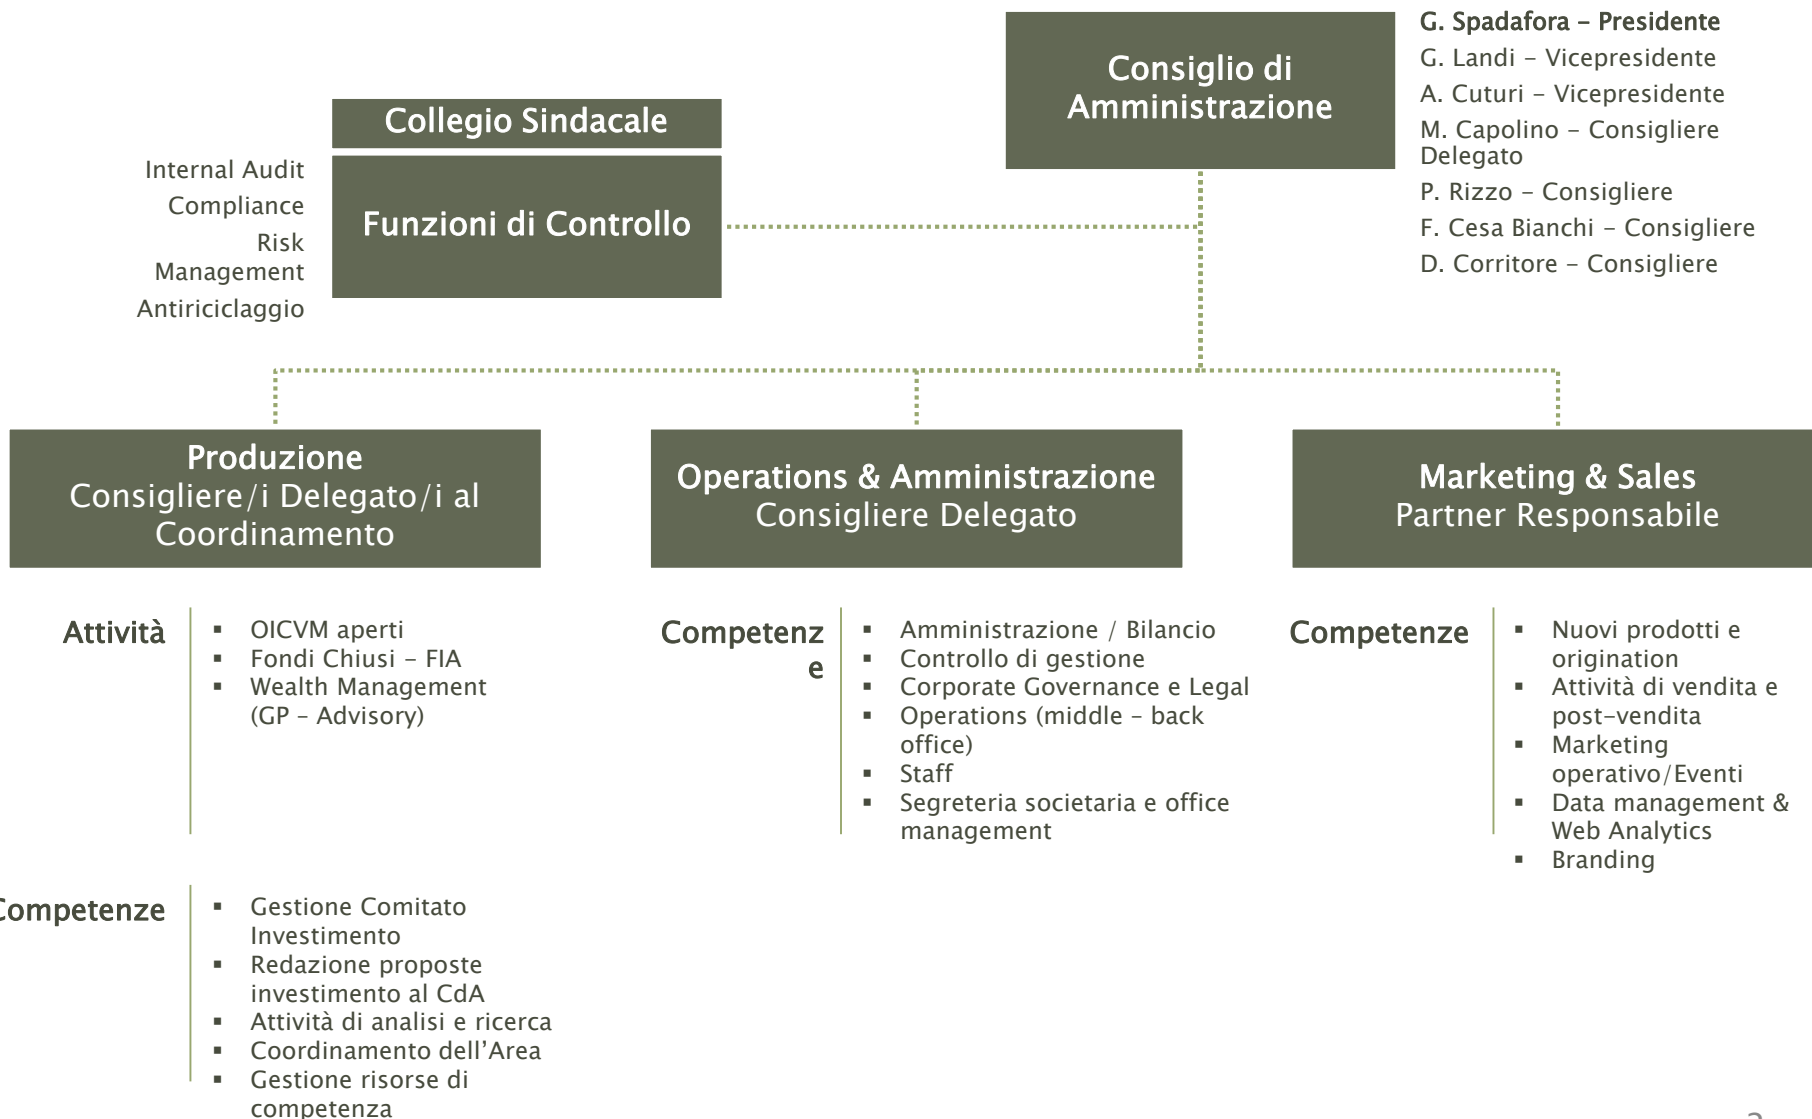 Consiglio di
Amministrazione
G. Spadafora – Presidente
G. Landi – Vicepresidente
A. Cuturi – Vicepresidente
M. Capolino – Consigliere
Delegato
P. Rizzo – Consigliere
F. Cesa Bianchi – Consigliere
D. Corritore – Consigliere
Collegio Sindacale
Funzioni di Controllo
Internal Audit
Compliance
Risk
Management
Antiriciclaggio
Produzione
Consigliere/i Delegato/i al
Coordinamento
Attività
▪ OICVM aperti
▪ Fondi Chiusi – FIA
▪ Wealth Management
(GP – Advisory)
Competenze
▪ Gestione Comitato
Investimento
▪ Redazione proposte
investimento al CdA
▪ Attività di analisi e ricerca
▪ Coordinamento dell’Area
▪ Gestione risorse di
competenza
Operations & Amministrazione
Consigliere Delegato
Competenz
e
▪ Amministrazione / Bilancio
▪ Controllo di gestione
▪ Corporate Governance e Legal
▪ Operations (middle – back
office)
▪ Staff
▪ Segreteria societaria e office
management
Marketing & Sales
Partner Responsabile
Competenze
▪ Nuovi prodotti e
origination
▪ Attività di vendita e
post-vendita
▪ Marketing
operativo/Eventi
▪ Data management &
Web Analytics
▪ Branding